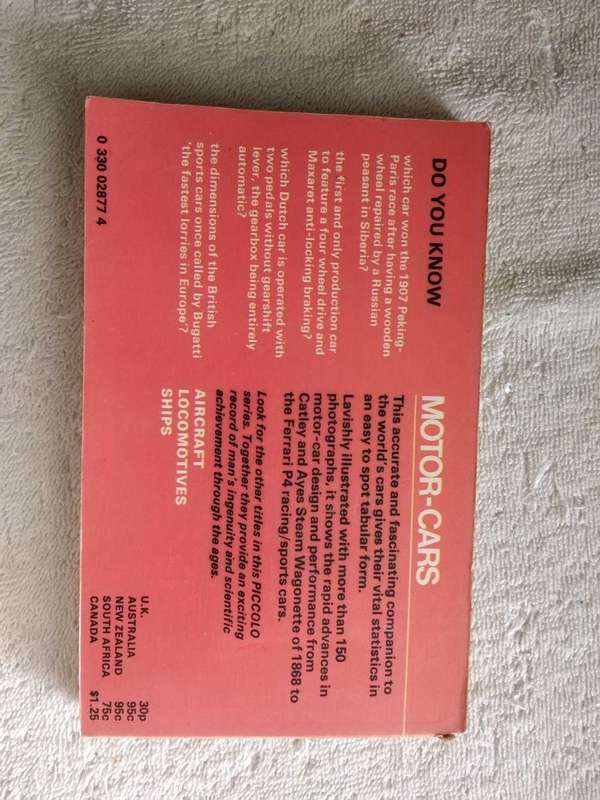 DO YOU KNOW
which car won the 1907 Peking-
Paris race after having a wooden
wheel repaired by a Russian
peasant in Siberia?
the first and only production car
to feature a four wheel drive and
Maxaret anti-locking braking?
which Dutch car is operated with
two pedals without gearshift
lever, the gearbox being entirely
automatic?
the dimensions of the British
sports cars once called by Bugatti
'the fastest lorries in Europe'?
0 330 02877 4
MOTOR-CARS
This accurate and fascinating companion to
the world's cars gives their vital statistics in
an easy to spot tabular form.
Lavishly illustrated with more than 150
photographs, it shows the rapid advances in
motor-car design and performance from
Catley and Ayes Steam Wagonette of 1868 to
the Ferrari P4 racing/sports cars.
Look for the other titles in this PICCOLO
series. Together they provide an exciting
record of man's ingenuity and scientific
achievement through the ages.
AIRCRAFT
LOCOMOTIVES
SHIPS
U.K. 30p
AUSTRALIA 95c
NEW ZEALAND 95c
SOUTH AFRICA 75c
CANADA $1.25